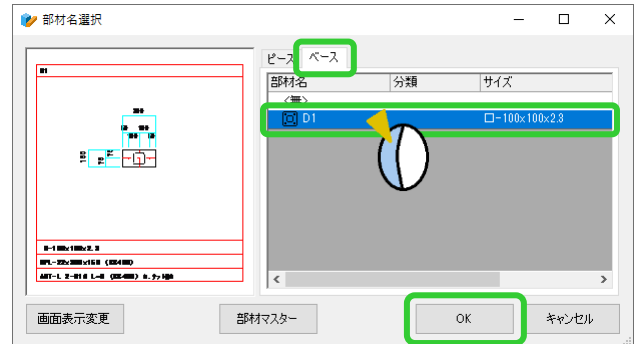 部材名選択
ピース ベース
部材名 分類 サイズ
<無>
D1 ロ-100x100x2.3
D1
画面表示変更 部材マスター OK キャンセル